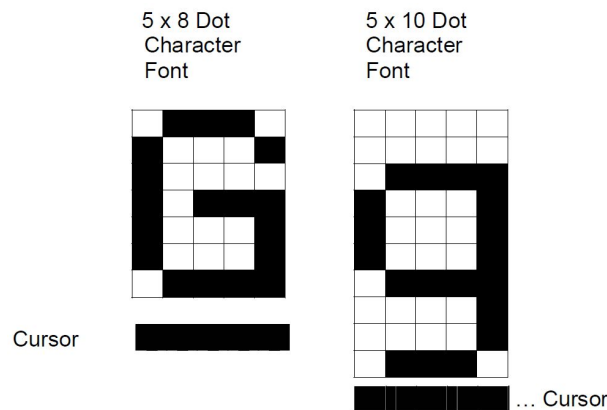 5 x 8 Dot
Character
Font
5 x 10 Dot
Character
Font
Cursor
... Cursor